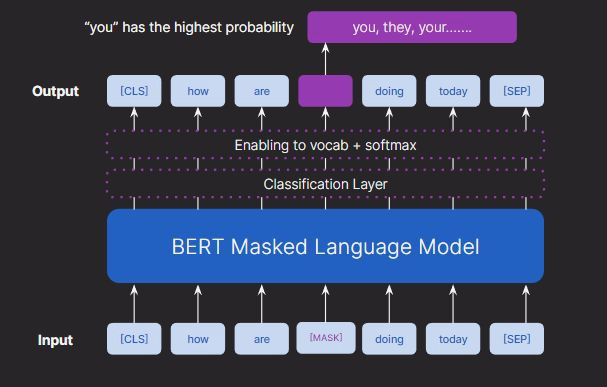 “you” has the highest probability
you, they, your.......
Output
[CLS] how are doing today [SEP]
Enabling to vocab + softmax
Classification Layer
BERT Masked Language Model
Input
[CLS] how are [MASK] doing today [SEP]